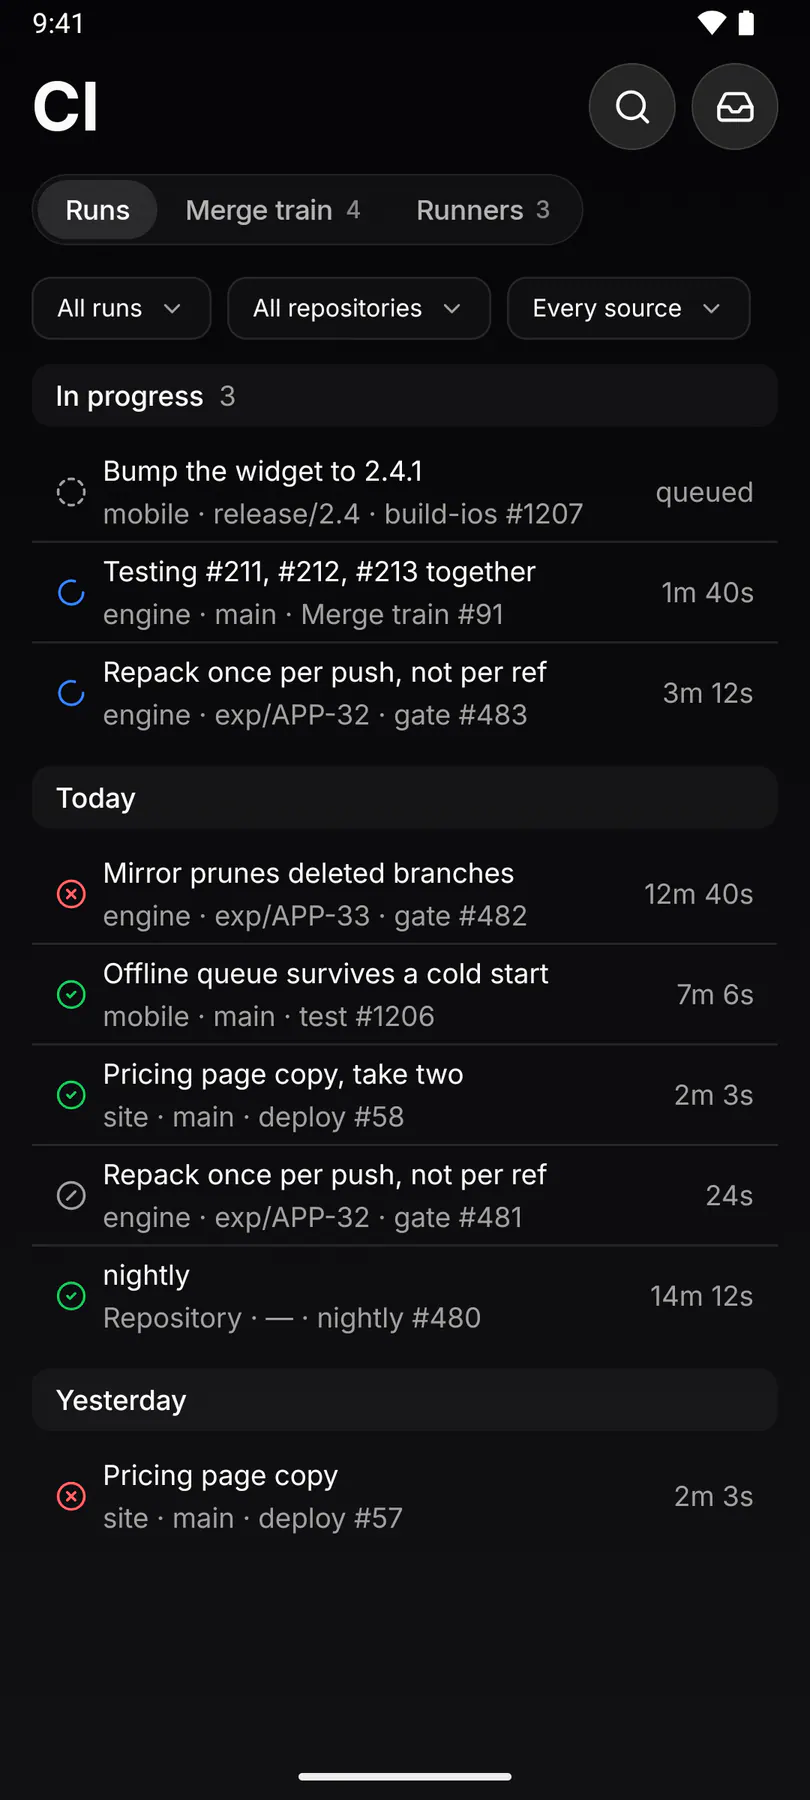 9:41
CI
Runs
Merge train 4
Runners 3
All runs
All repositories
Every source
In progress 3
Bump the widget to 2.4.1
mobile · release/2.4 · build-ios #1207
queued
Testing #211, #212, #213 together
engine · main · Merge train #91
1m 40s
Repack once per push, not per ref
engine · exp/APP-32 · gate #483
3m 12s
Today
Mirror prunes deleted branches
engine · exp/APP-33 · gate #482
12m 40s
Offline queue survives a cold start
mobile · main · test #1206
7m 6s
Pricing page copy, take two
site · main · deploy #58
2m 3s
Repack once per push, not per ref
engine · exp/APP-32 · gate #481
24s
nightly
Repository · — · nightly #480
14m 12s
Yesterday
Pricing page copy
site · main · deploy #57
2m 3s